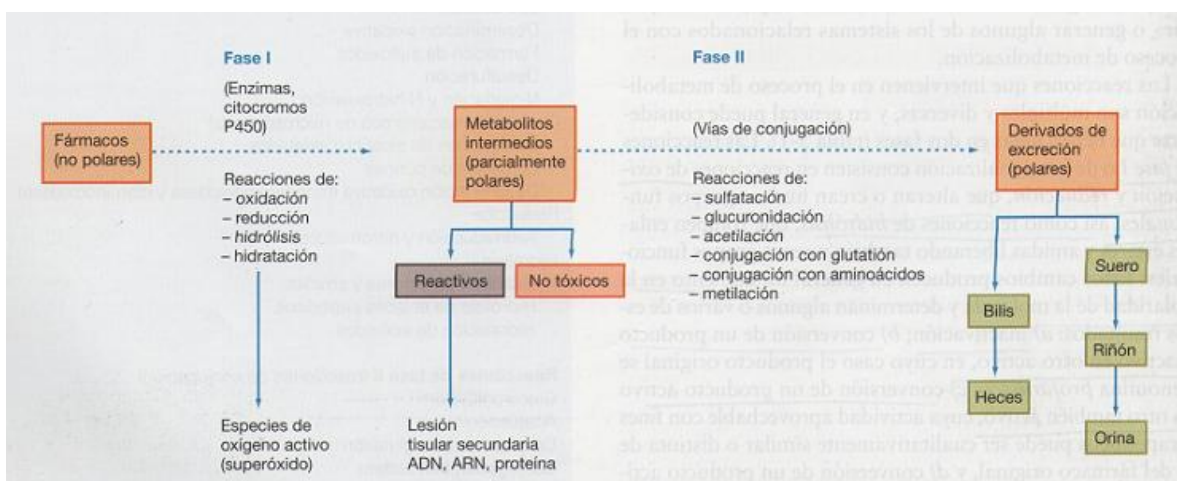 Fase I
(Enzimas,
citocromos
P450)
Fármacos
(no polares)
Reacciones de:
– oxidación
– reducción
– hidrólisis
– hidratación
Especies de
oxígeno activo
(superóxido)
Metabolitos
intermedios
(parcialmente
polares)
Reactivos
No tóxicos
Lesión
tisular secundaria
ADN, ARN, proteína
Fase II
(Vías de conjugación)
Reacciones de:
– sulfatación
– glucuronidación
– acetilación
– conjugación con glutatión
– conjugación con aminoácidos
– metilación
Derivados de
excreción
(polares)
Bilis
Heces
Suero
Riñón
Orina